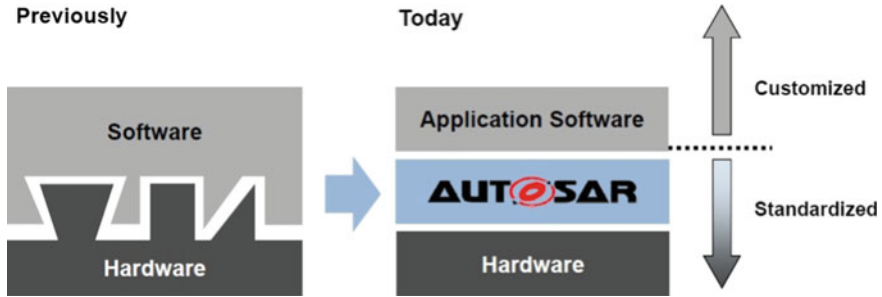 Previously
Today
Software
Hardware
Application Software
AUTOSAR
Hardware
Customized
Standardized